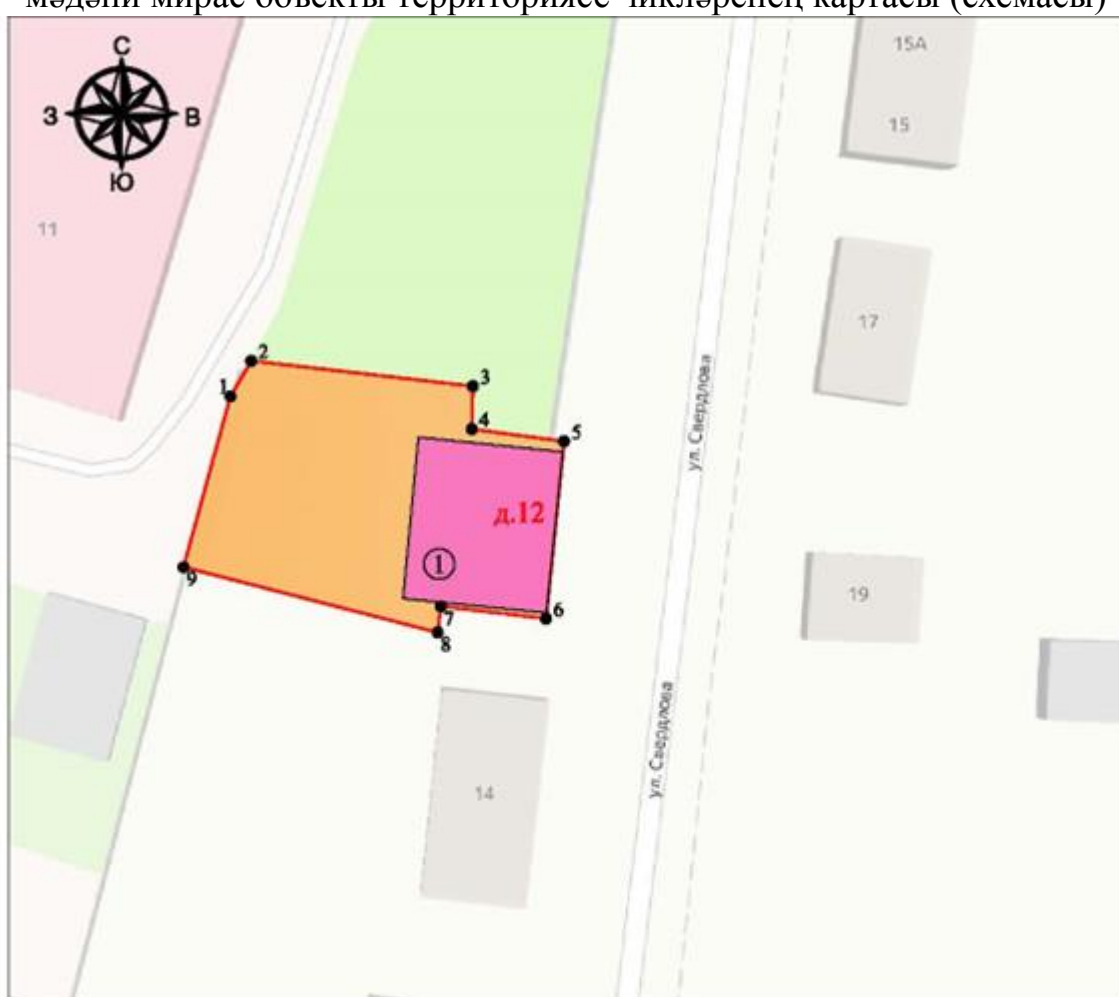 мәдәни мирас объекты территориясе чикләренең картасы (схемасы)
С
З
В
Ю
11
15А
15
17
ул. Свердлова
2
1
3
4
5
д.12
1
9
7
6
8
19
14
ул. Свердлова